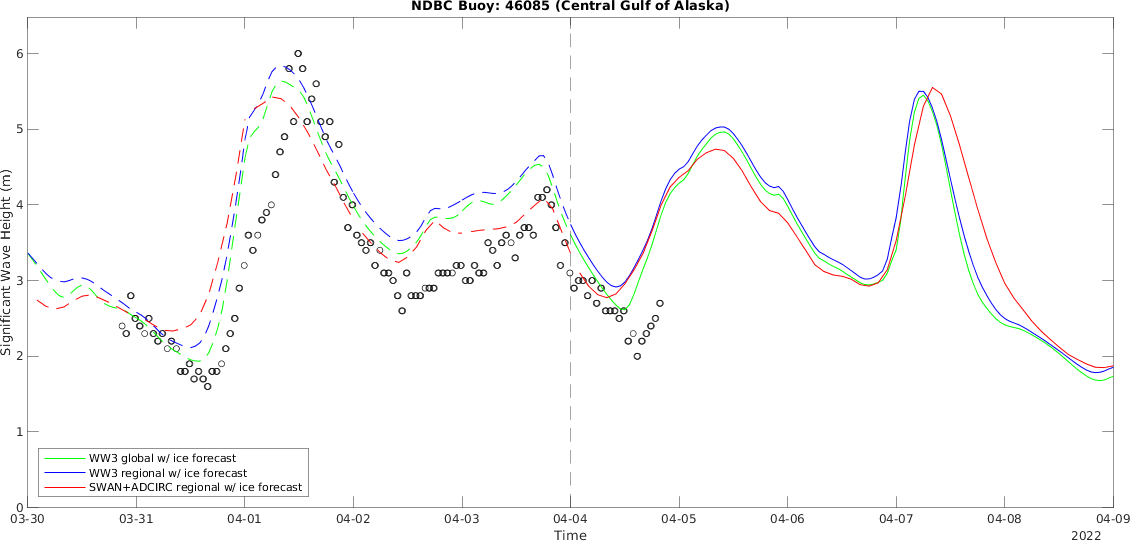 NDBC Buoy: 46085 (Central Gulf of Alaska)
6
5
4
3
2
1
0
Significant Wave Height (m)
WW3 global w/ ice forecast
WW3 regional w/ ice forecast
SWAN+ADCIRC regional w/ ice forecast
03-30 03-31 04-01 04-02 04-03 04-04 04-05 04-06 04-07 04-08 04-09
Time
2022